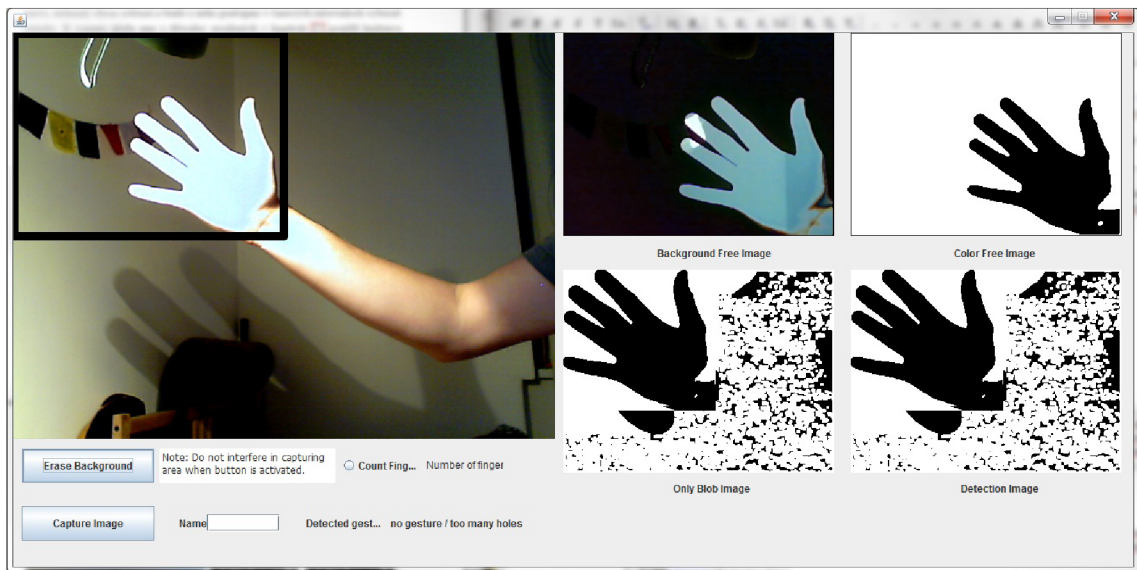 Background Free Image
Color Free Image
Only Blob Image
Detection Image
Erase Background
Note: Do not interfere in capturing
area when button is activated.
Count Fing...
Number of finger
Capture Image
Name
Detected gest...
no gesture / too many holes